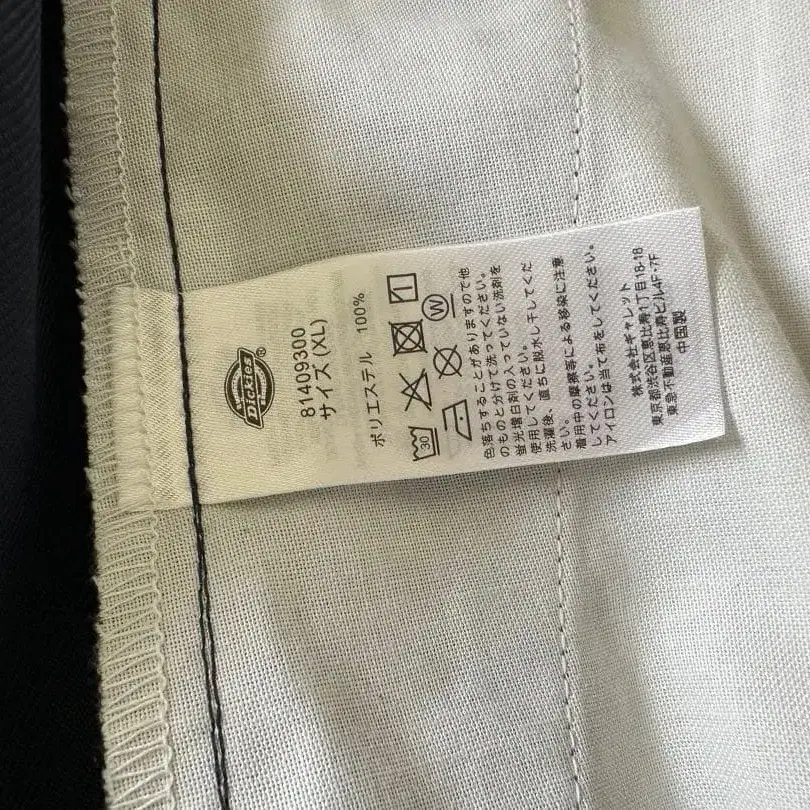 Dickies
®
81409300
サイズ (XL)
ポリエステル 100%
30
W
色落ちすることがありますので他
のものと分けて洗ってください。
蛍光増白剤の入っていない洗剤を
使用してください。
洗濯後、直ちに脱水し干してくだ
さい。
着用中の摩擦等による移染に注意
してください。
アイロンは当て布をしてください。
株式会社ギャレット
東京都渋谷区恵比寿1丁目18-18
東急不動産恵比寿ビル4F・7F
中国製